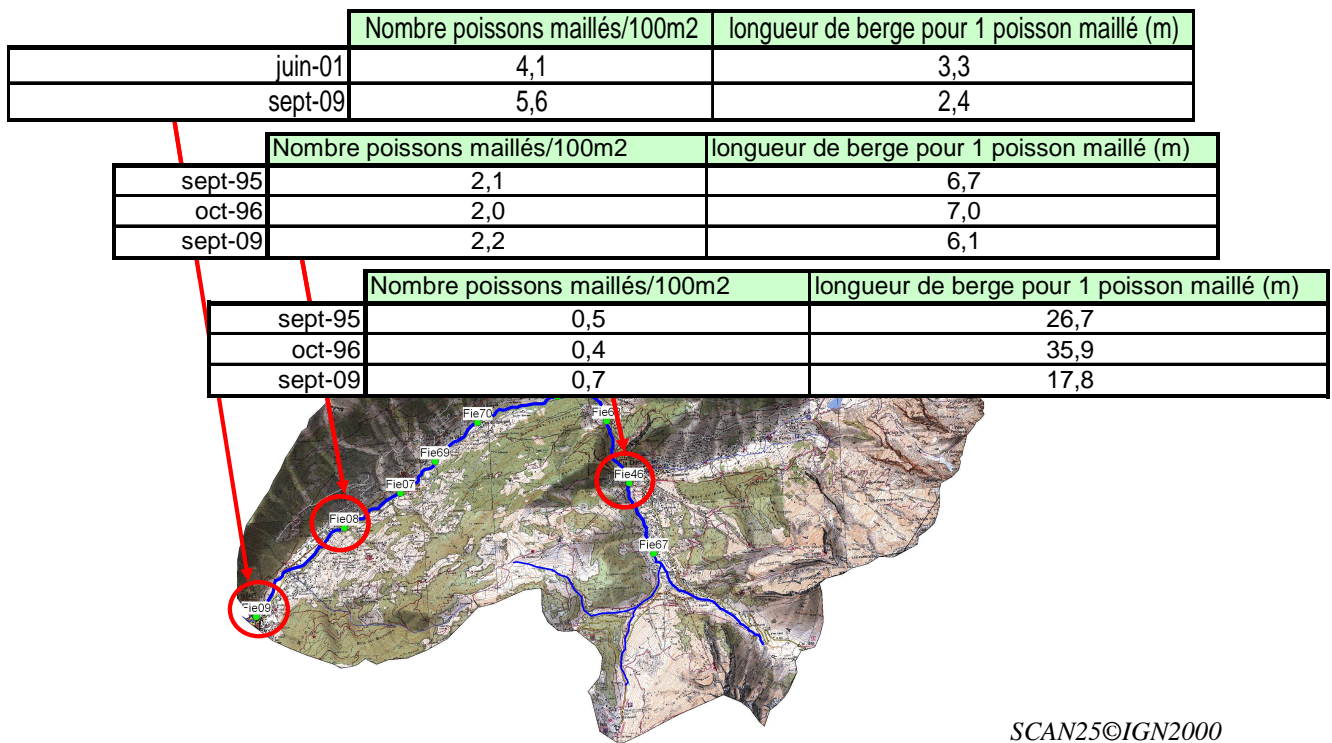 Nombre poissons maillés/100m2 longueur de berge pour 1 poisson maillé (m)
juin-01 4,1 3,3
sept-09 5,6 2,4
Nombre poissons maillés/100m2 longueur de berge pour 1 poisson maillé (m)
sept-95 2,1 6,7
oct-96 2,0 7,0
sept-09 2,2 6,1
Nombre poissons maillés/100m2 longueur de berge pour 1 poisson maillé (m)
sept-95 0,5 26,7
oct-96 0,4 35,9
sept-09 0,7 17,8
Fie70
Fie69
Fie46
Fie07
Fie08
Fie67
Fie09
SCAN25©IGN2000